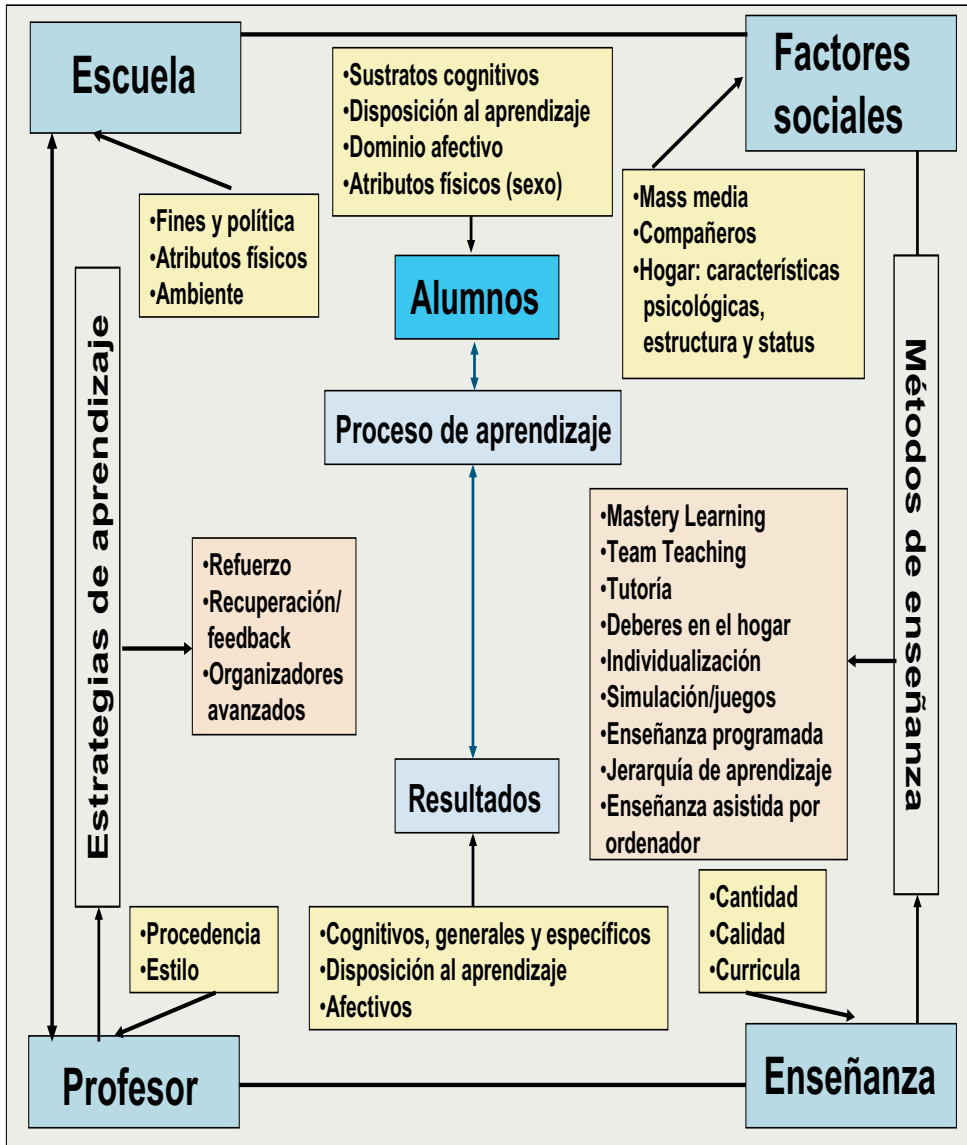 Escuela
•Sustratos cognitivos
•Disposición al aprendizaje
•Dominio afectivo
•Atributos físicos (sexo)
Factores
sociales
•Fines y política
•Atributos físicos
•Ambiente
•Mass media
•Compañeros
•Hogar: características
psicológicas,
estructura y status
Alumnos
Proceso de aprendizaje
Estrategias de aprendizaje
•Refuerzo
•Recuperación/
feedback
•Organizadores
avanzados
•Mastery Learning
•Team Teaching
•Tutoría
•Deberes en el hogar
•Individualización
•Simulación/juegos
•Enseñanza programada
•Jerarquía de aprendizaje
•Enseñanza asistida por
ordenador
Métodos de enseñanza
Resultados
•Procedencia
•Estilo
•Cognitivos, generales y específicos
•Disposición al aprendizaje
•Afectivos
•Cantidad
•Calidad
•Curricula
Profesor
Enseñanza